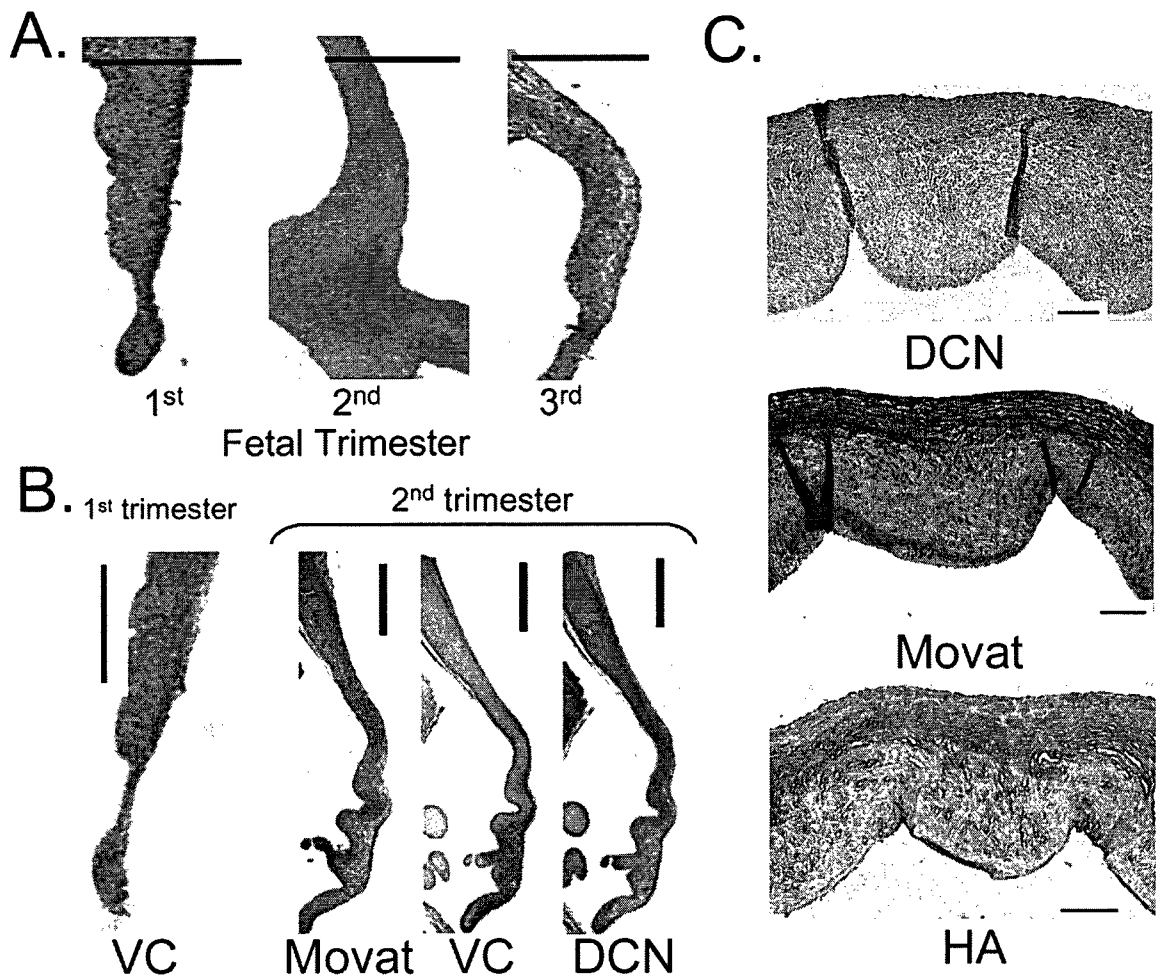 A.
1st 2nd 3rd
Fetal Trimester
B.
1st trimester
2nd trimester
VC Movat VC DCN
C.
DCN
Movat
HA